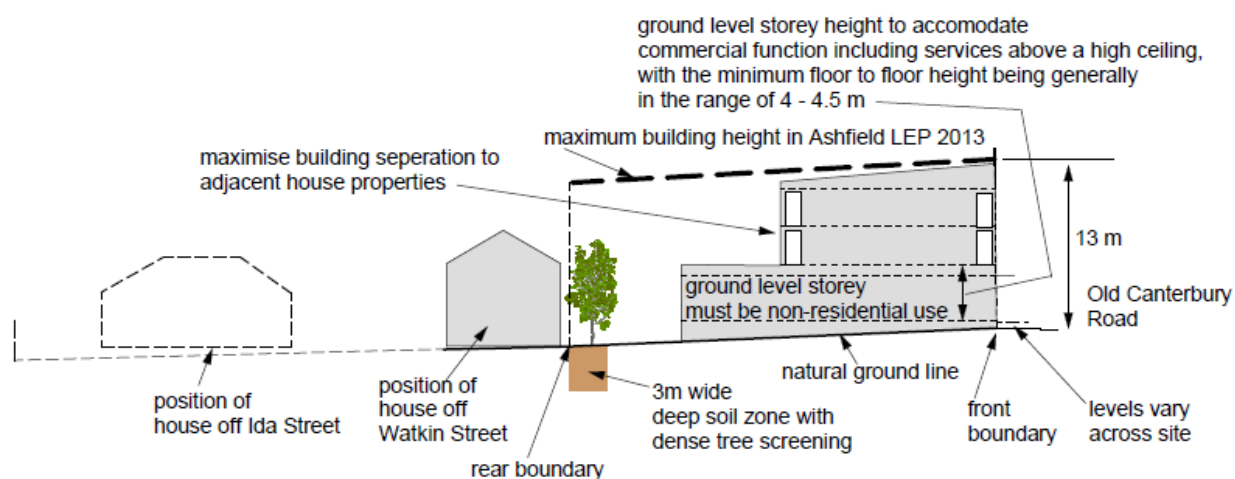 ground level storey height to accomodate
commercial function including services above a high ceiling,
with the minimum floor to floor height being generally
in the range of 4 - 4.5 m
maximum building height in Ashfield LEP 2013
maximise building seperation to
adjacent house properties
13 m
ground level storey
must be non-residential use
Old Canterbury
Road
natural ground line
position of
house off Ida Street
position of
house off
Watkin Street
3m wide
deep soil zone with
dense tree screening
front
boundary
levels vary
across site
rear boundary